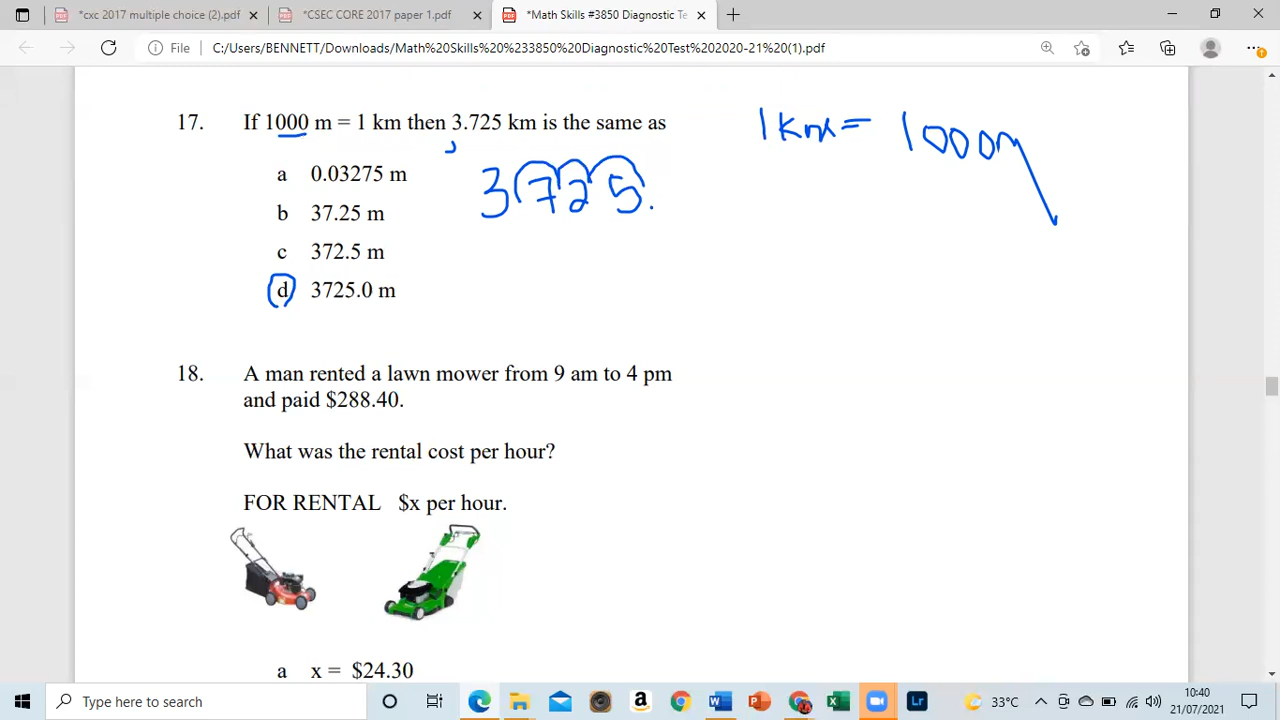 *cxc 2017 multiple choice (2).pdf
*CSEC CORE 2017 paper 1.pdf
*Math Skills #3850 Diagnostic Te
File
C:/Users/BENNETT/Downloads/Math%20Skills%20%233850%20Diagnostic%20Test%202020-21%20(1).pdf
17. If 1000 m = 1 km then 3.725 km is the same as
1km = 1000m
a 0.03275 m
3725.
b 37.25 m
c 372.5 m
d 3725.0 m
18. A man rented a lawn mower from 9 am to 4 pm
and paid $288.40.
What was the rental cost per hour?
FOR RENTAL $x per hour.
a x = $24.30
Type here to search
a
Lr
33°C
10:40
21/07/2021